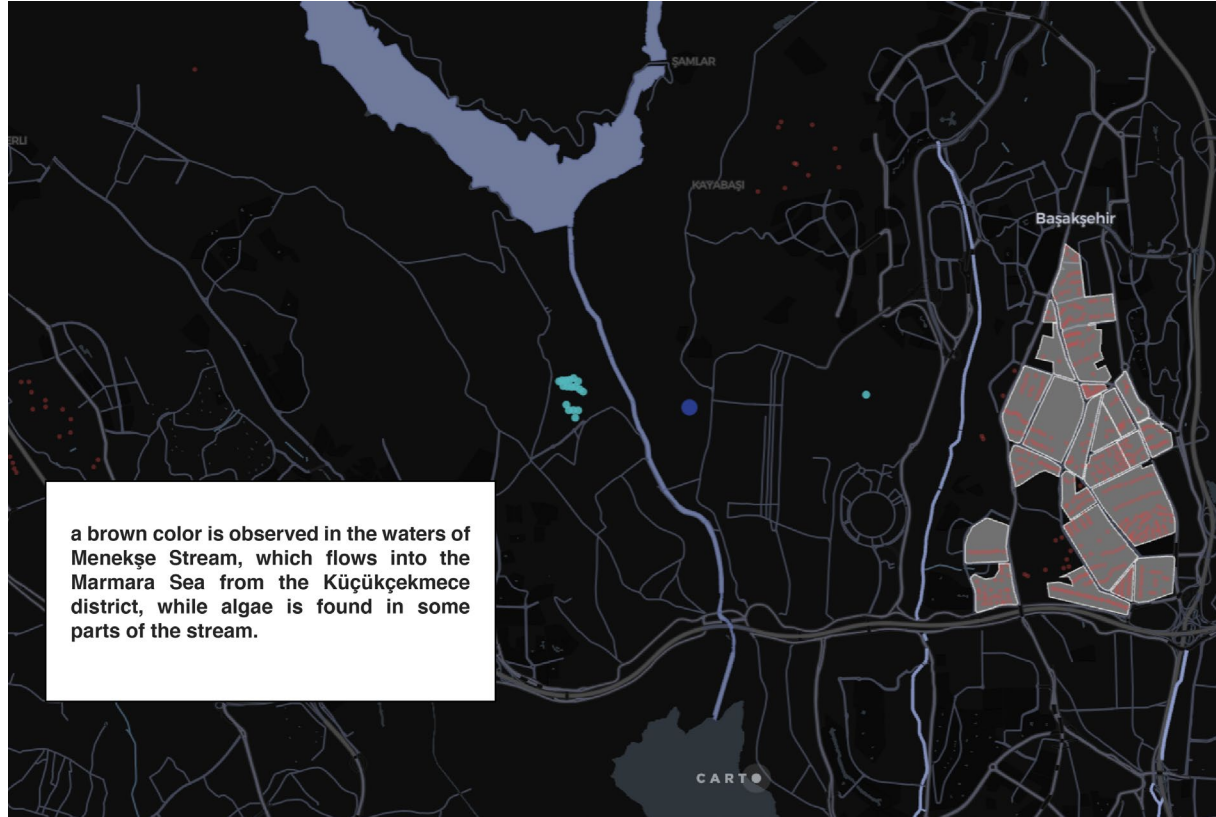 ŞAMLAR
ERLI
KAYABAŞI
Başakşehir
a brown color is observed in the waters of
Menekşe Stream, which flows into the
Marmara Sea from the Küçükçekmece
district, while algae is found in some
parts of the stream.
CARTO